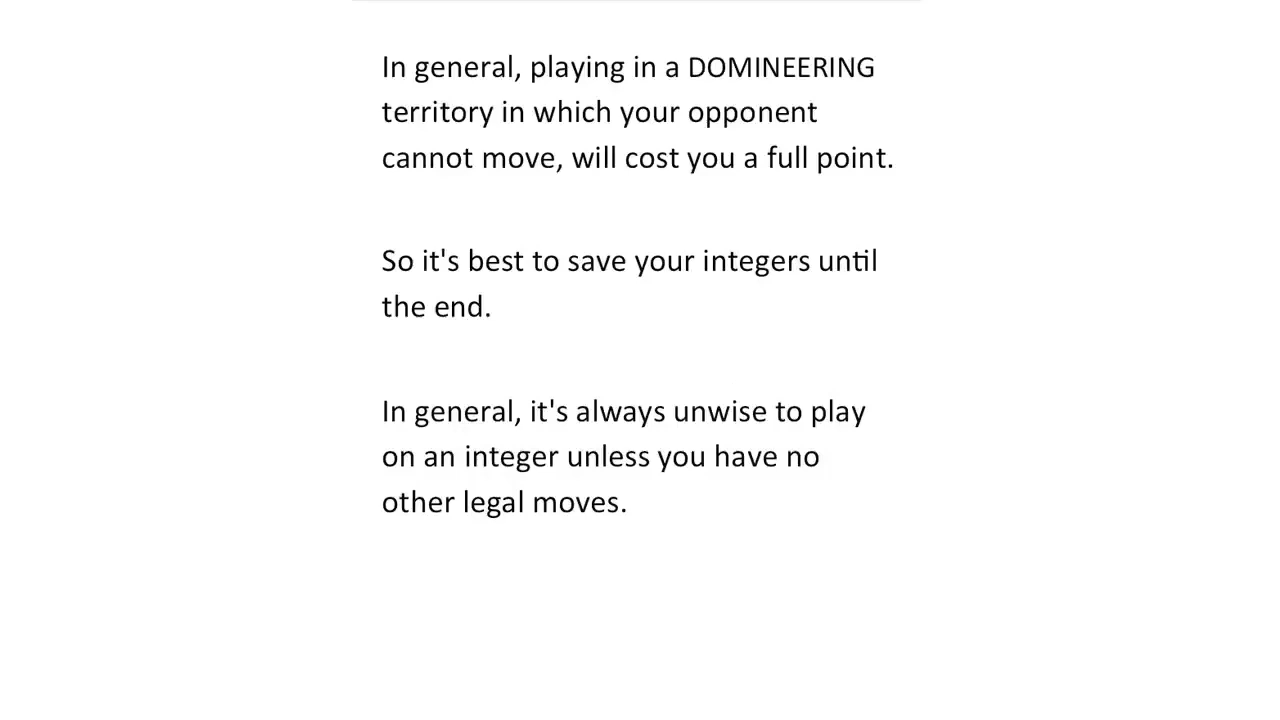 In general, playing in a DOMINEERING
territory in which your opponent
cannot move, will cost you a full point.
So it's best to save your integers until
the end.
In general, it's always unwise to play
on an integer unless you have no
other legal moves.